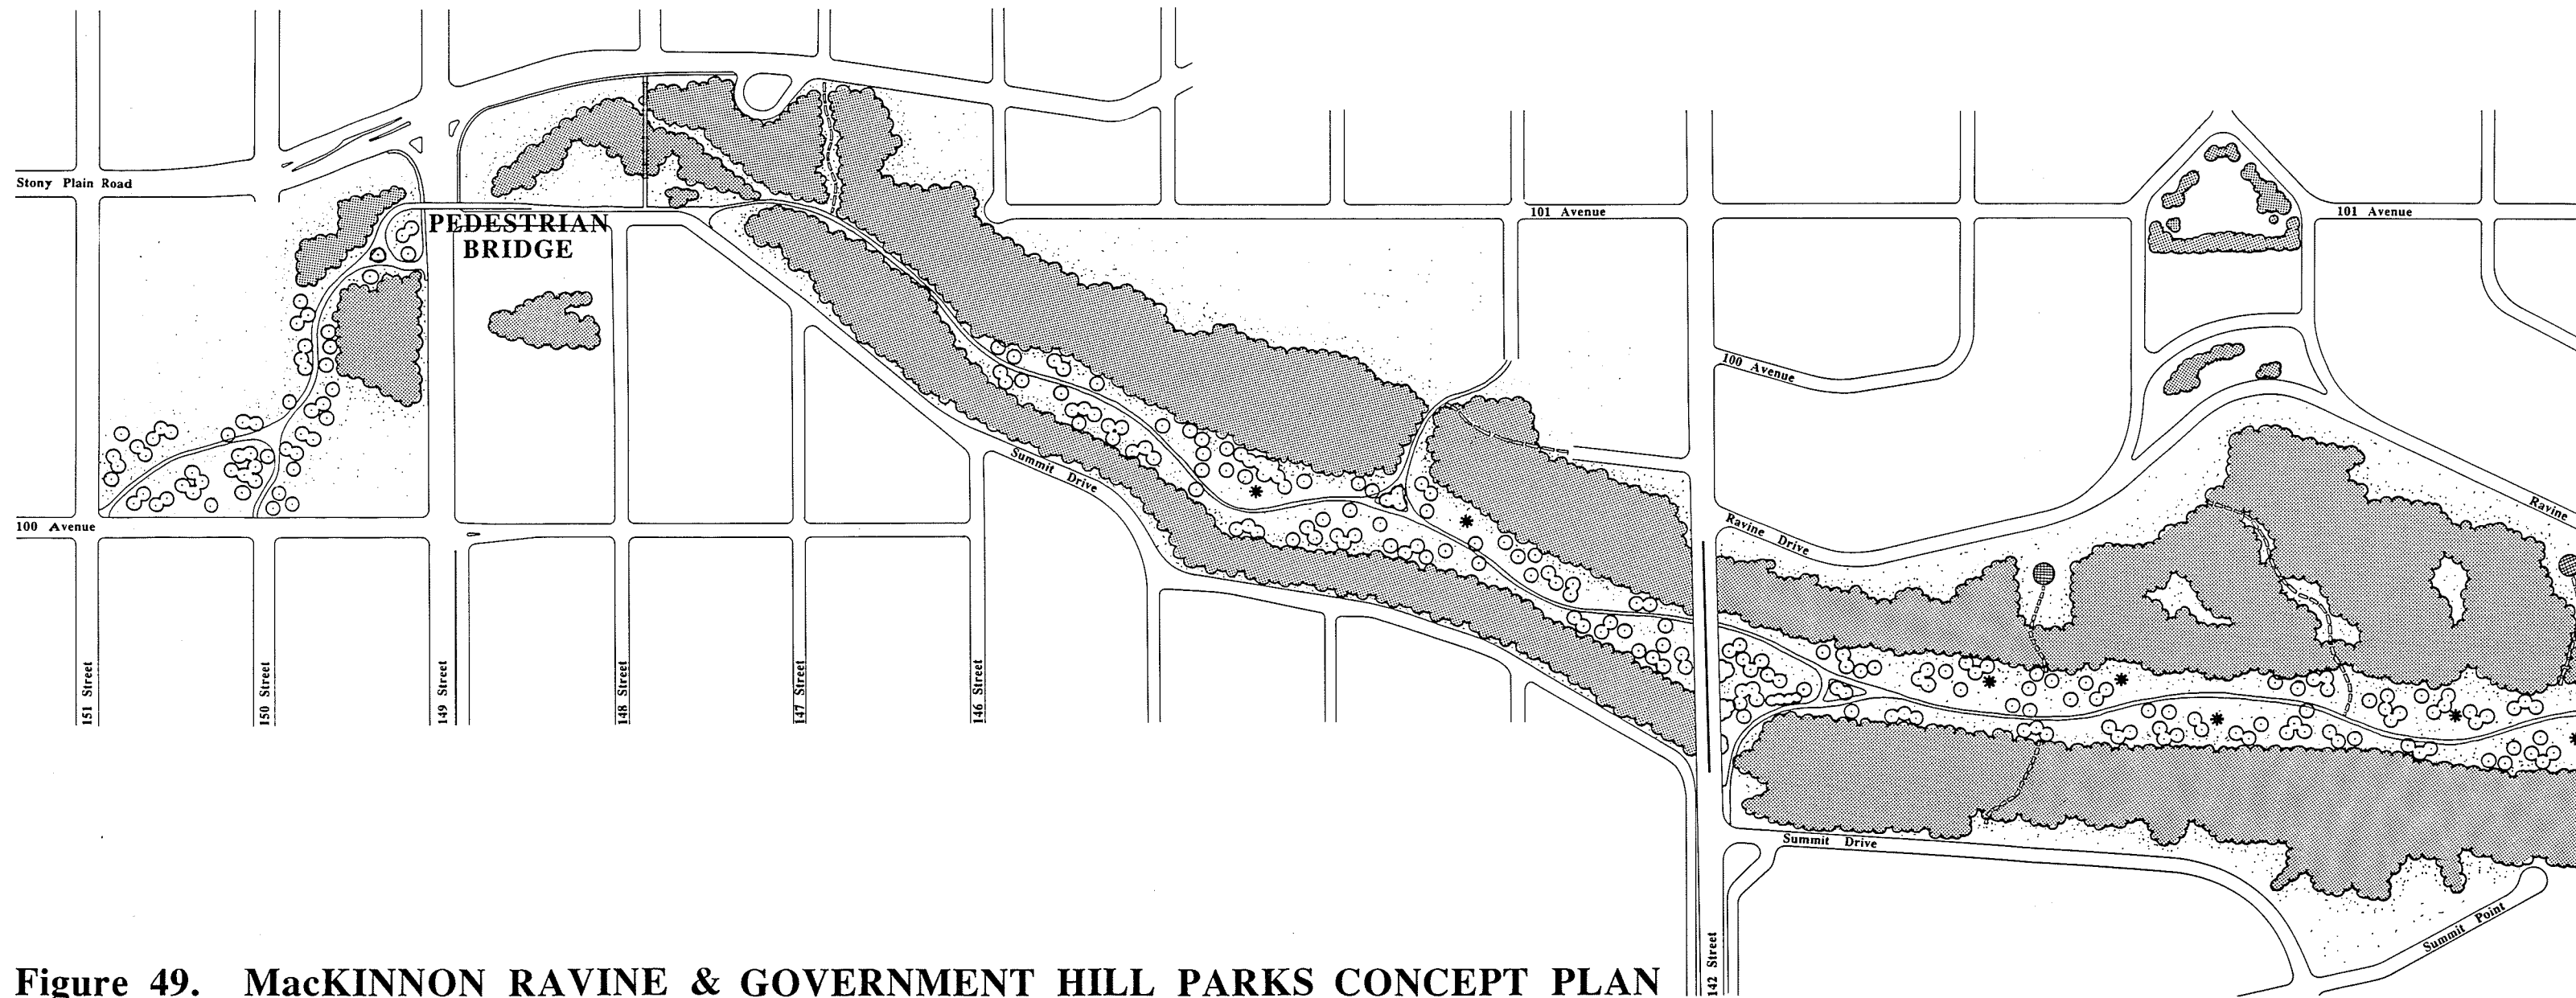 Stony Plain Road
PEDESTRIAN
BRIDGE
101 Avenue
101 Avenue
100 Avenue
Summit Drive
Ravine
Ravine Drive
100 Avenue
151 Street
150 Street
149 Street
148 Street
147 Street
146 Street
Summit Drive
Summit Point
142 Street
Figure 49. MacKINNON RAVINE & GOVERNMENT HILL PARKS CONCEPT PLAN